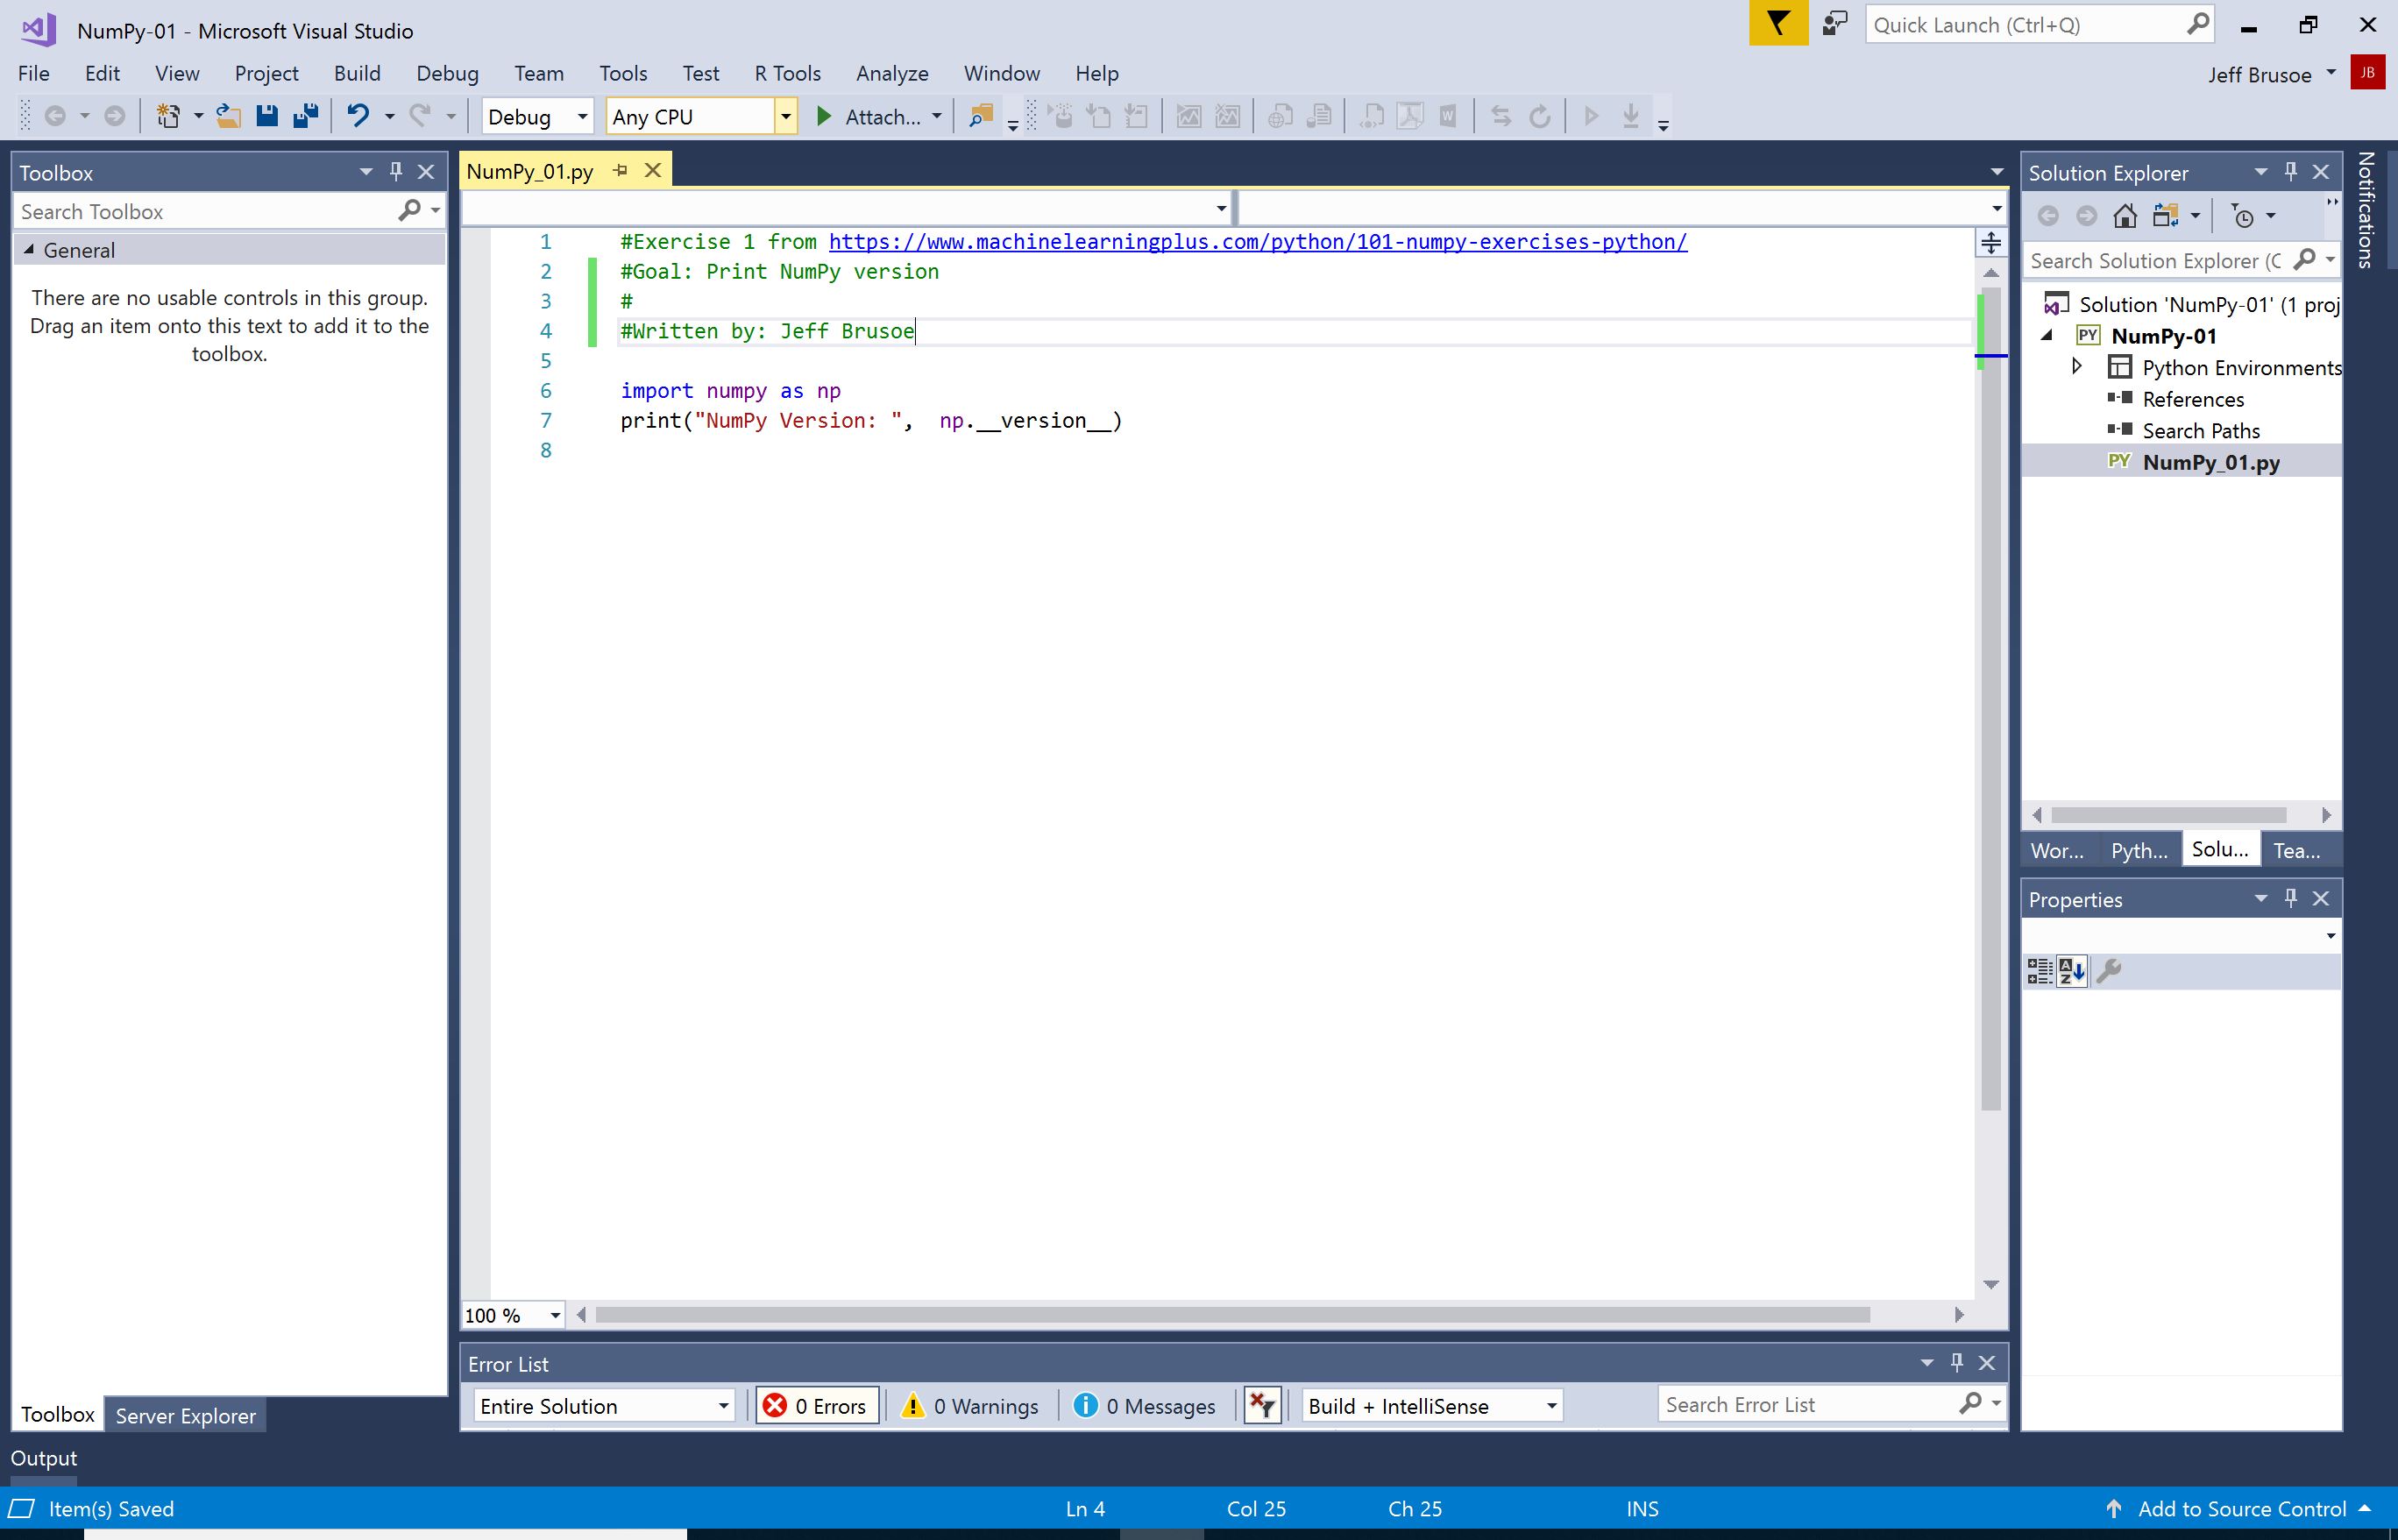 NumPy-01 - Microsoft Visual Studio
Quick Launch (Ctrl+Q)
File Edit View Project Build Debug Team Tools Test R Tools Analyze Window Help
Jeff Brusoe JB
Debug Any CPU Attach...
Toolbox
Search Toolbox
General
There are no usable controls in this group.
Drag an item onto this text to add it to the
toolbox.
Toolbox Server Explorer
Output
NumPy_01.py
1 #Exercise 1 from https://www.machinelearningplus.com/python/101-numpy-exercises-python/
2 #Goal: Print NumPy version
3 #
4 #Written by: Jeff Brusoe
5
6 import numpy as np
7 print("NumPy Version: ",  np.__version__)
8
100 %
Error List
Entire Solution 0 Errors 0 Warnings 0 Messages Build + IntelliSense Search Error List
Solution Explorer
Search Solution Explorer (C
Solution 'NumPy-01' (1 proj
PY NumPy-01
Python Environments
References
Search Paths
PY NumPy_01.py
Wor... Pyth... Solu... Tea...
Properties
Notifications
Item(s) Saved Ln 4 Col 25 Ch 25 INS Add to Source Control